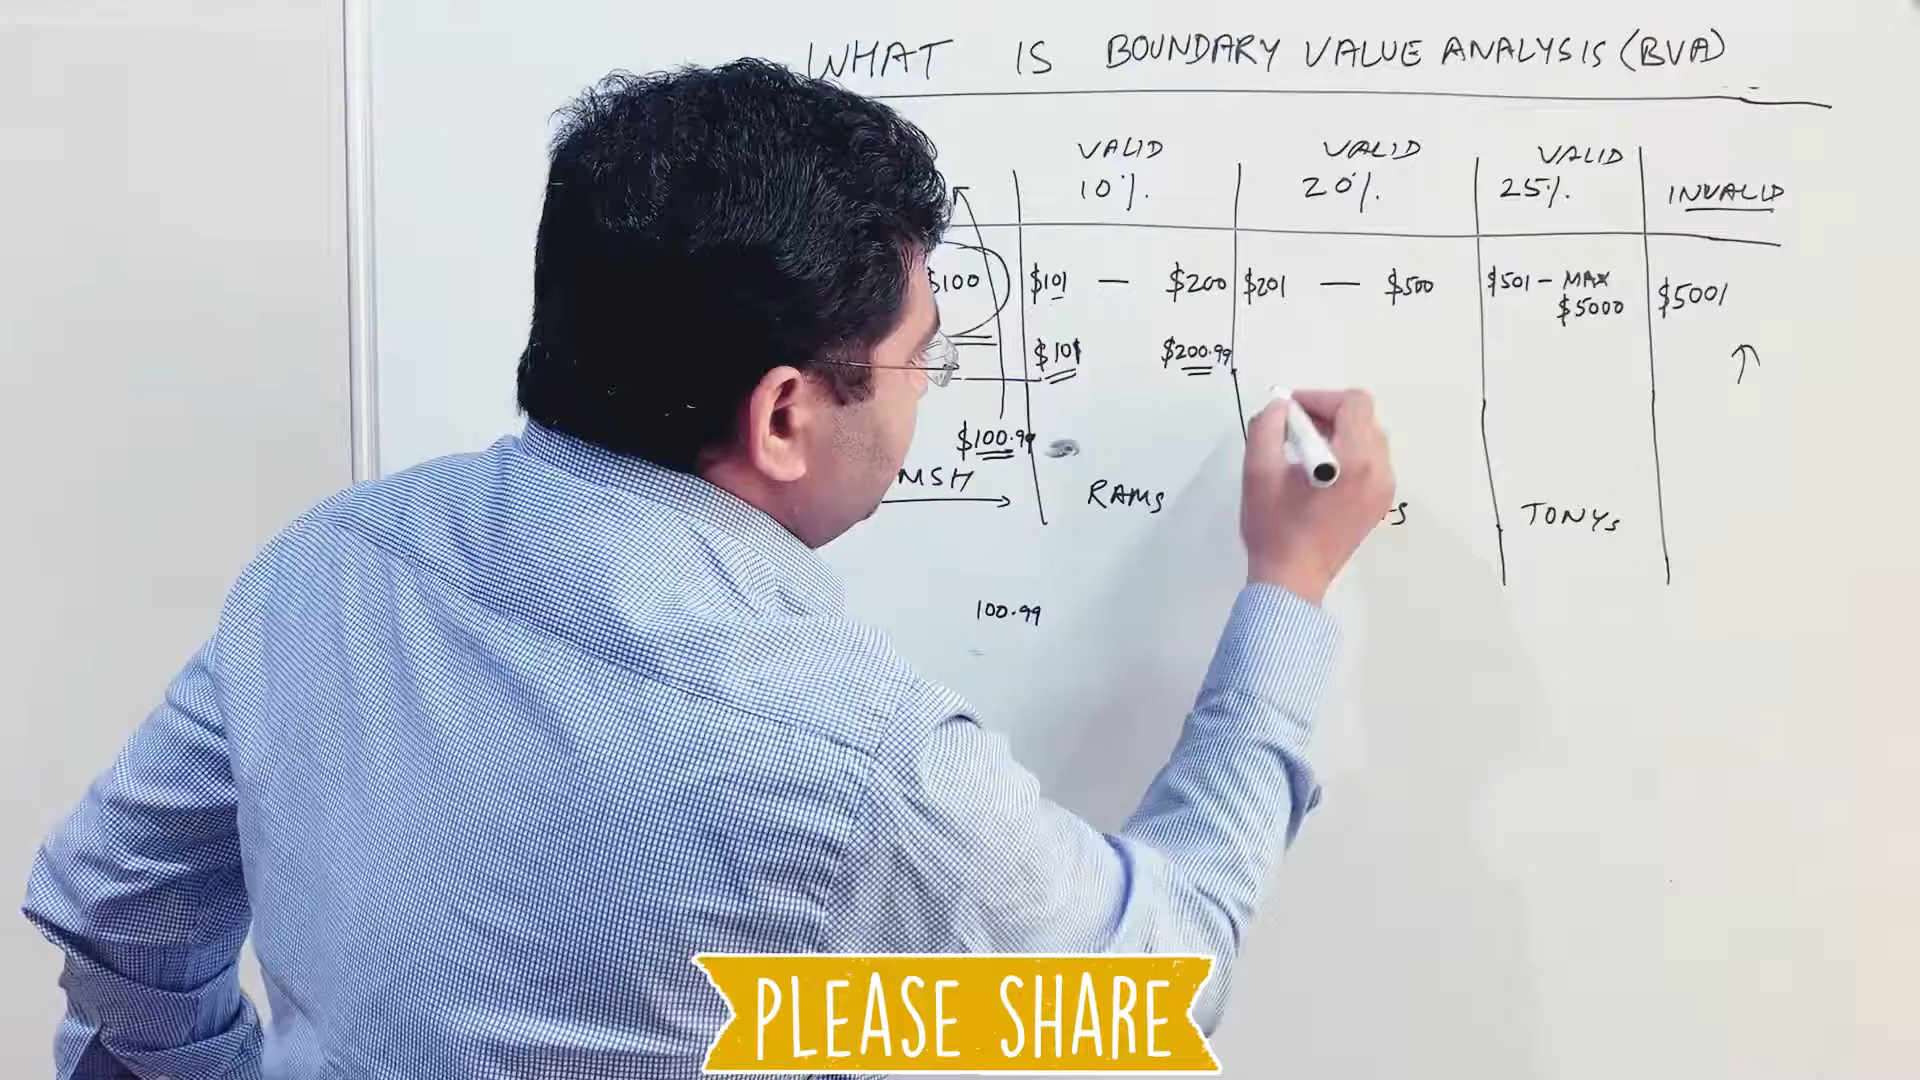 WHAT IS BOUNDARY VALUE ANALYSIS (BVA)
VALID VALID VALID
10%. 20%. 25%. INVALID
$100 $101 — $200 $201 — $500 $501 - MAX $5001
$5000
$101 $200.99
$100.99
RAMS TONYS
100.99
PLEASE SHARE